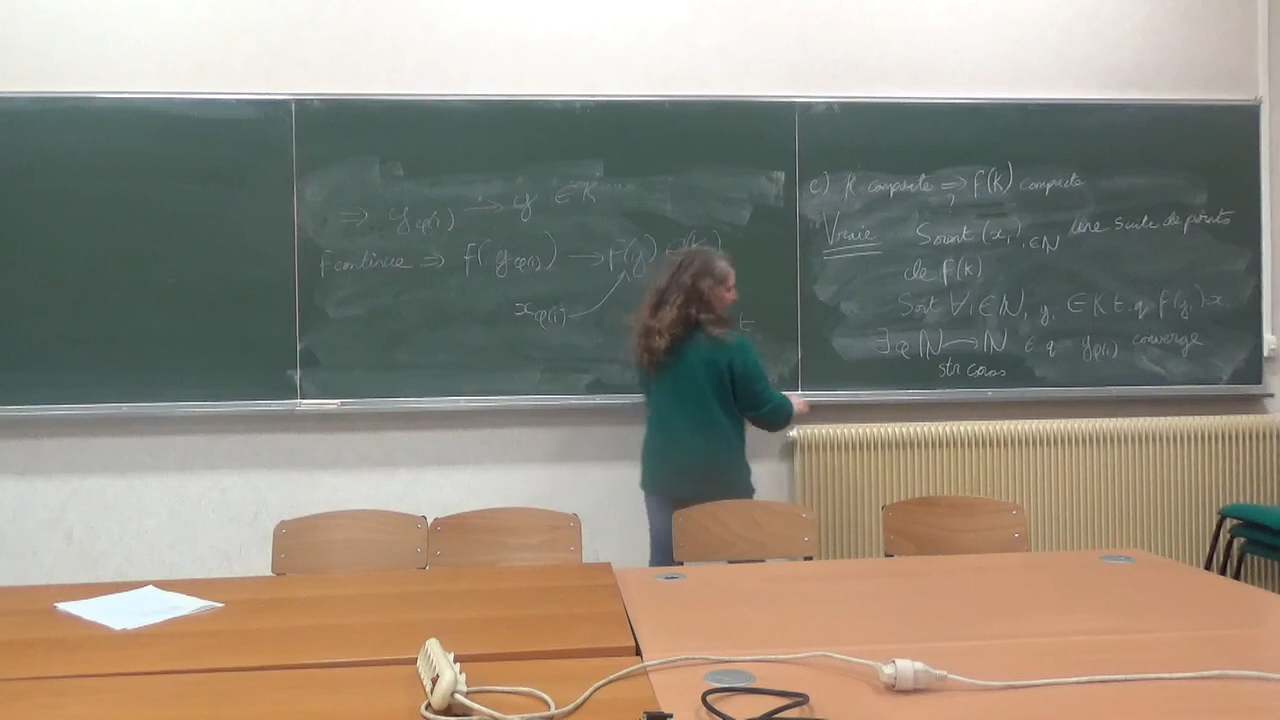 ⇒ y_φ(i) → y ∈ K
f continue ⇒ f(y_φ(i)) → f(y)
x_φ(i)
c) K compacte ⇒ f(K) compacte
?
Vraie Soient (x_i)_i∈N une suite de points
de f(K)
Soit ∀i∈N, y_i ∈ K t.q f(y_i) x_i
∃φ N → N t q y_φ(i) converge
str crois